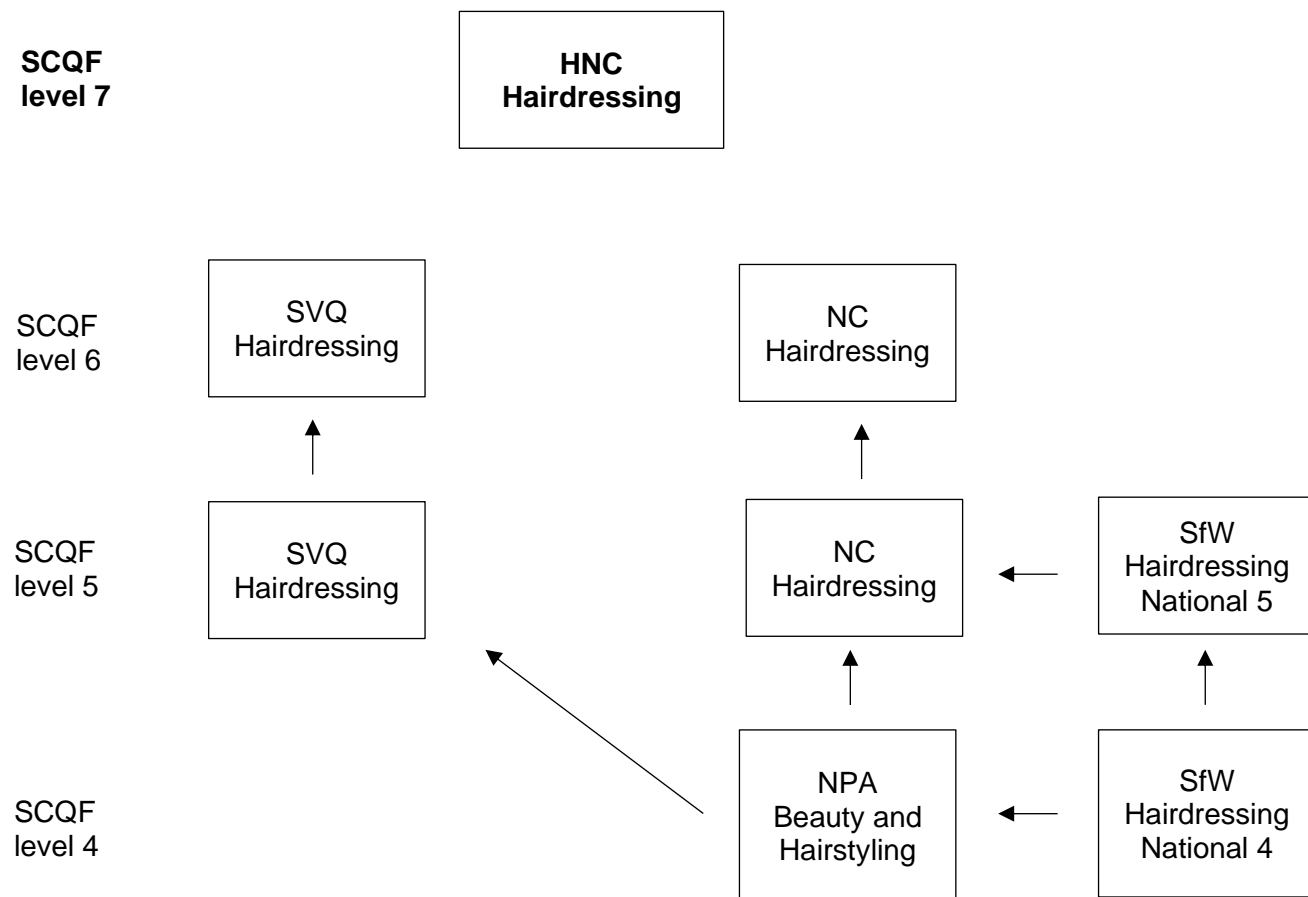 SCQF
level 7
HNC
Hairdressing
SCQF
level 6
SVQ
Hairdressing
NC
Hairdressing
SCQF
level 5
SVQ
Hairdressing
NC
Hairdressing
SfW
Hairdressing
National 5
SCQF
level 4
NPA
Beauty and
Hairstyling
SfW
Hairdressing
National 4